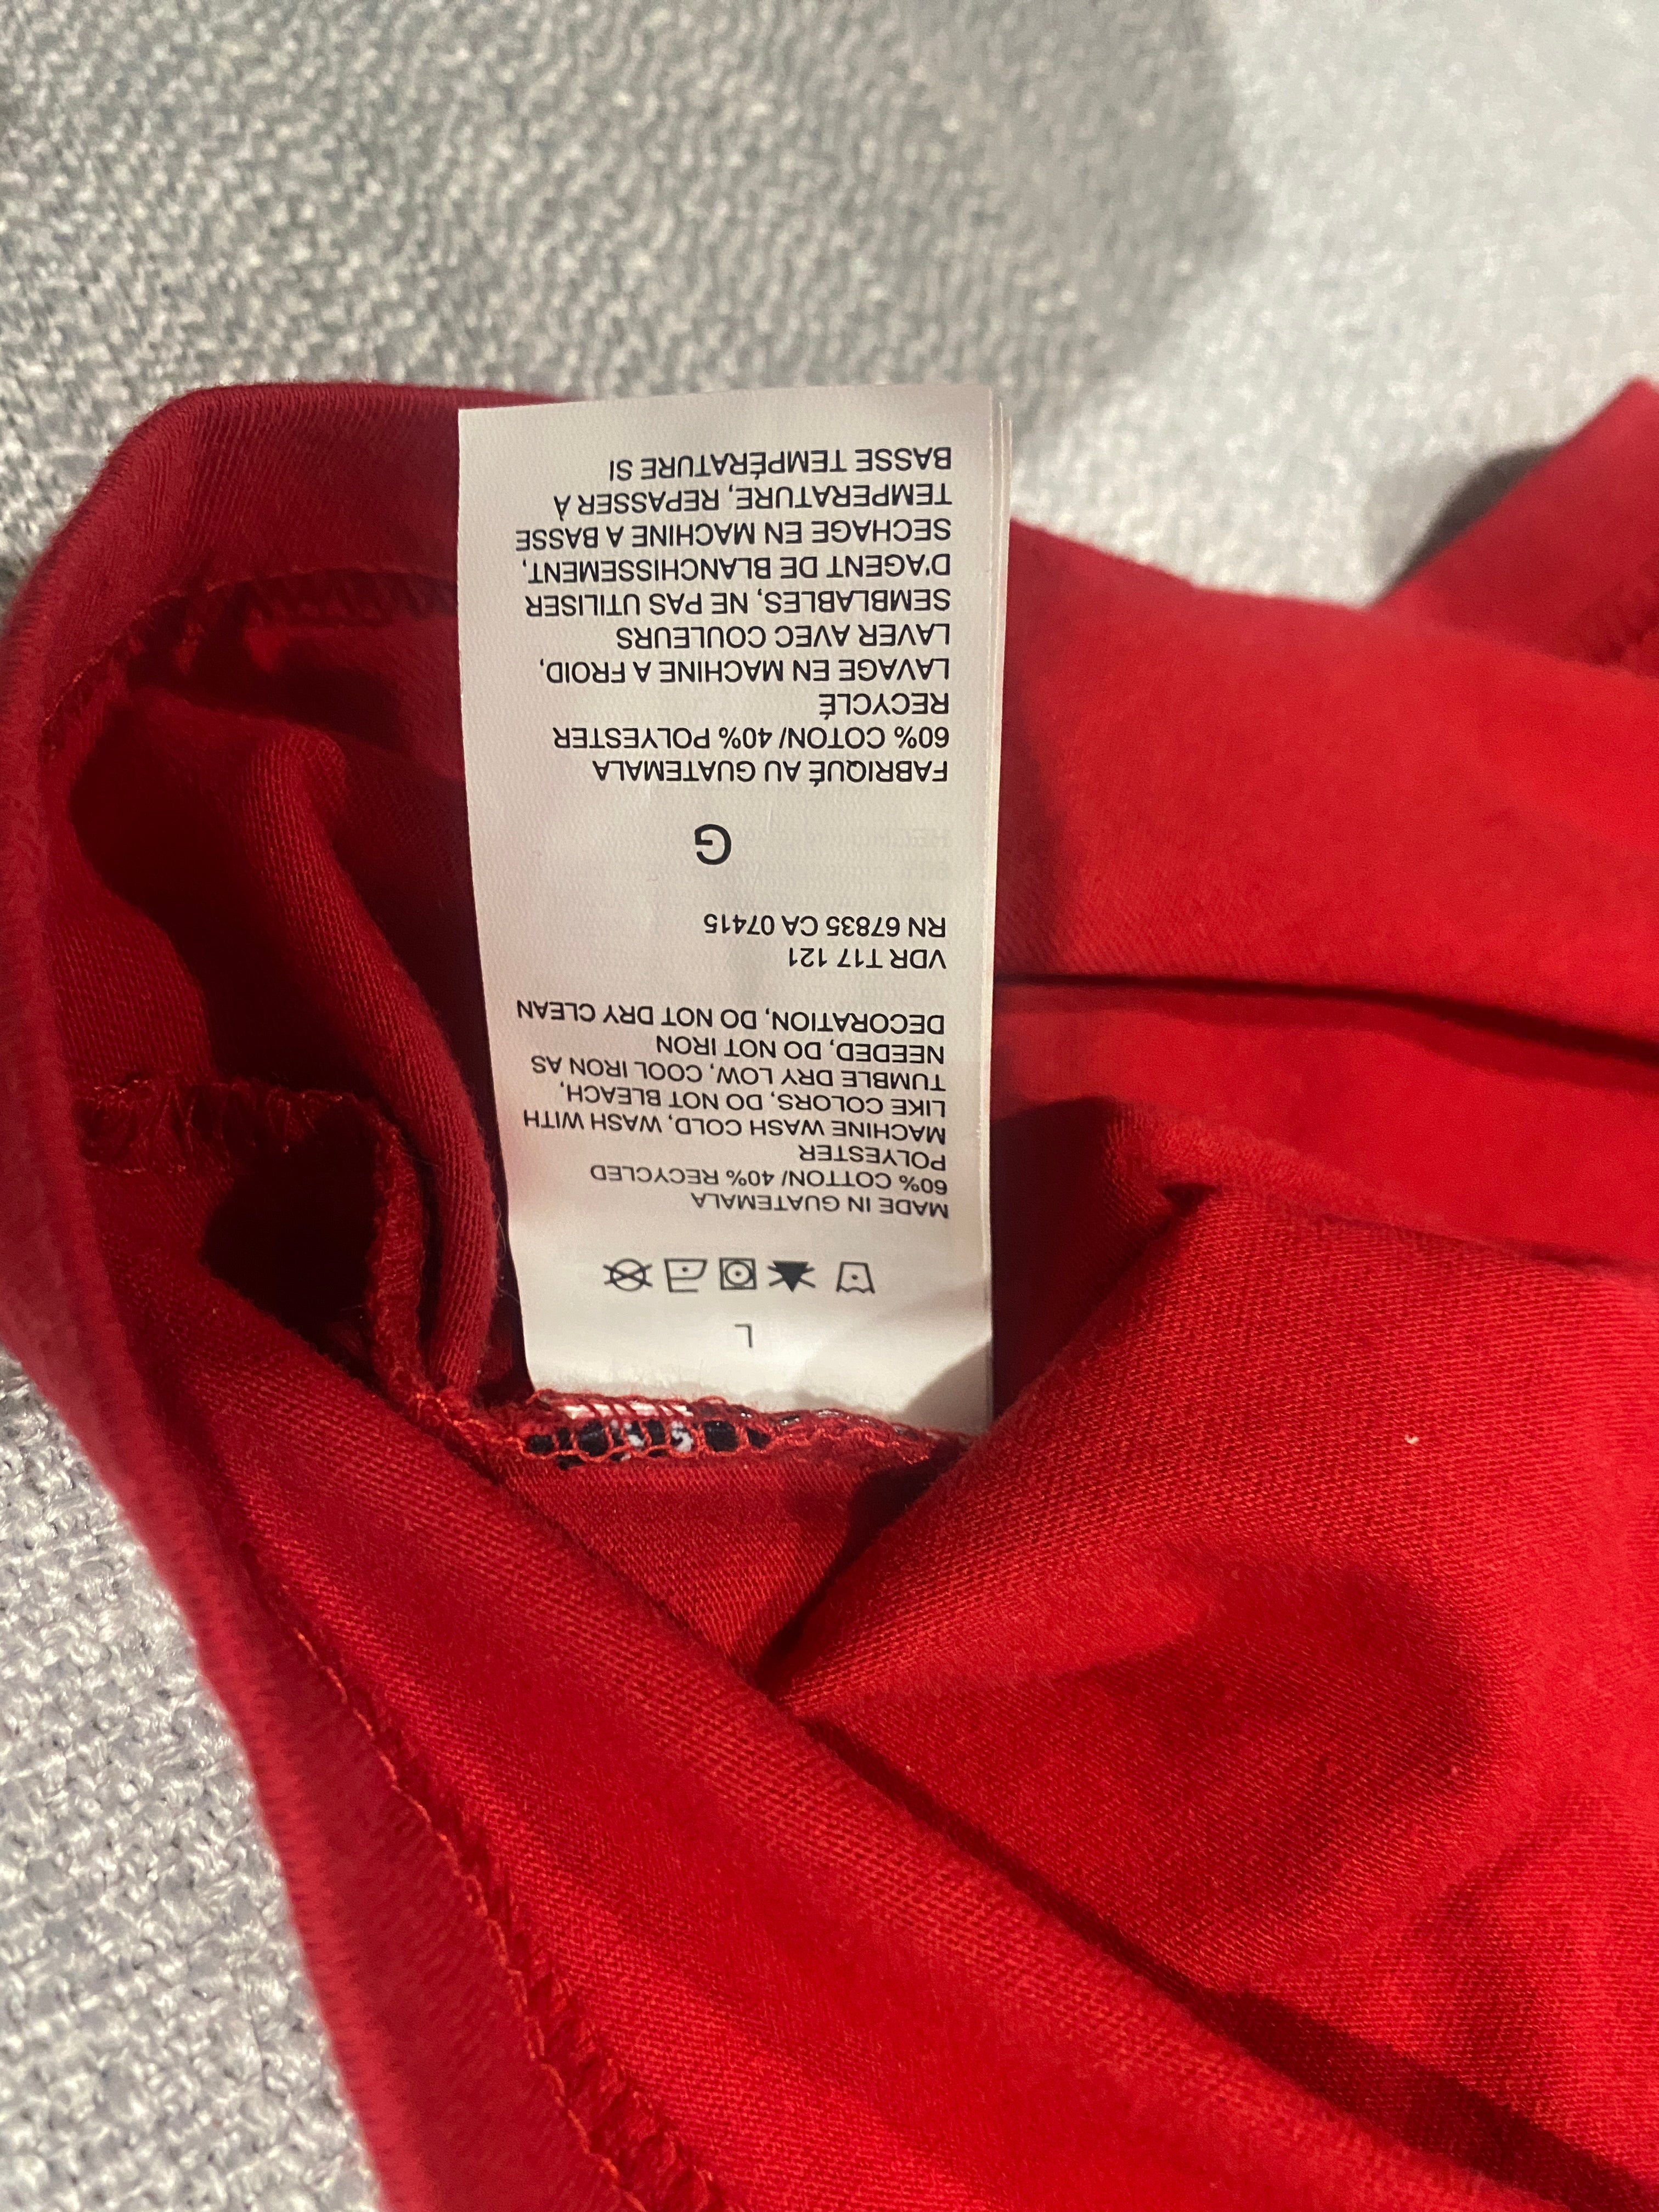 L
MADE IN GUATEMALA
60% COTTON/ 40% RECYCLED
POLYESTER
MACHINE WASH COLD, WASH WITH
LIKE COLORS, DO NOT BLEACH,
TUMBLE DRY LOW, COOL IRON AS
NEEDED, DO NOT IRON
DECORATION, DO NOT DRY CLEAN
VDR T17 121
RN 67835 CA 07415
G
FABRIQUÉ AU GUATEMALA
60% COTON/ 40% POLYESTER
RECYCLÉ
LAVAGE EN MACHINE A FROID,
LAVER AVEC COULEURS
SEMBLABLES, NE PAS UTILISER
D'AGENT DE BLANCHISSEMENT,
SECHAGE EN MACHINE A BASSE
TEMPERATURE, REPASSER À
BASSE TEMPÉRATURE SI